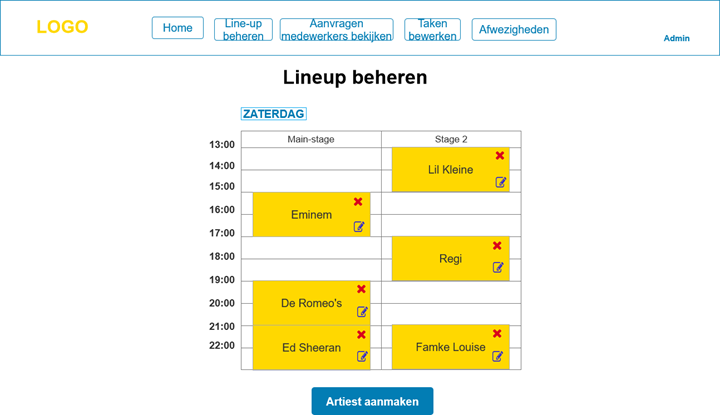 LOGO
Home
Line-up
beheren
Aanvragen
medewerkers bekijken
Taken
bewerken
Afwezigheden
Admin
Lineup beheren
ZATERDAG
Main-stage
Stage 2
13:00
14:00
Lil Kleine
15:00
16:00
Eminem
17:00
18:00
Regi
19:00
20:00
De Romeo's
21:00
22:00
Ed Sheeran
Famke Louise
Artiest aanmaken